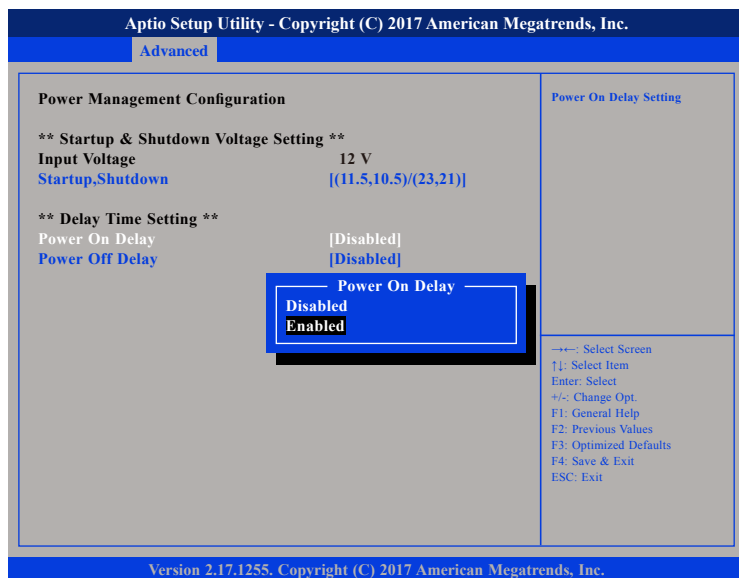 Aptio Setup Utility - Copyright (C) 2017 American Megatrends, Inc.
Advanced
Power Management Configuration
** Startup & Shutdown Voltage Setting **
Input Voltage 12 V
Startup,Shutdown [(11.5,10.5)/(23,21)]
** Delay Time Setting **
Power On Delay [Disabled]
Power Off Delay [Disabled]
Power On Delay
Disabled
Enabled
Power On Delay Setting
→←: Select Screen
↑↓: Select Item
Enter: Select
+/-: Change Opt.
F1: General Help
F2: Previous Values
F3: Optimized Defaults
F4: Save & Exit
ESC: Exit
Version 2.17.1255. Copyright (C) 2017 American Megatrends, Inc.